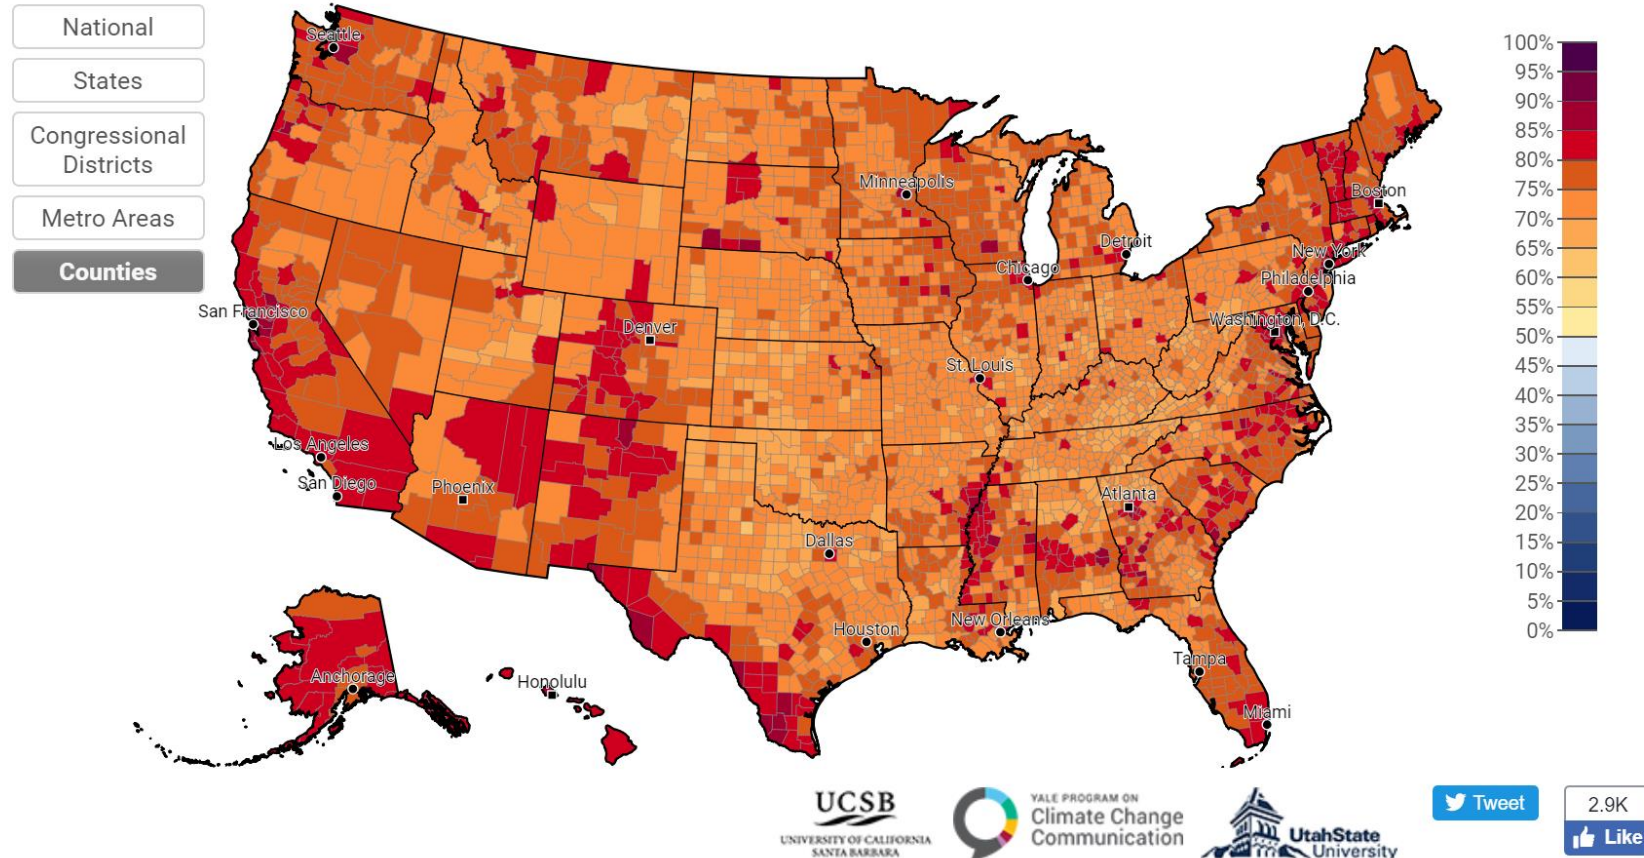 National
States
Congressional
Districts
Metro Areas
Counties
Seattle
Minneapolis
Boston
Detroit
New York
Chicago
Philadelphia
San Francisco
Washington, D.C.
Denver
St. Louis
Los Angeles
San Diego
Phoenix
Atlanta
Dallas
New Orleans
Houston
Tampa
Anchorage
Honolulu
Miami
100%
95%
90%
85%
80%
75%
70%
65%
60%
55%
50%
45%
40%
35%
30%
25%
20%
15%
10%
5%
0%
UCSB
UNIVERSITY OF CALIFORNIA
SANTA BARBARA
YALE PROGRAM ON
Climate Change
Communication
UtahState
University
Tweet
2.9K
Like